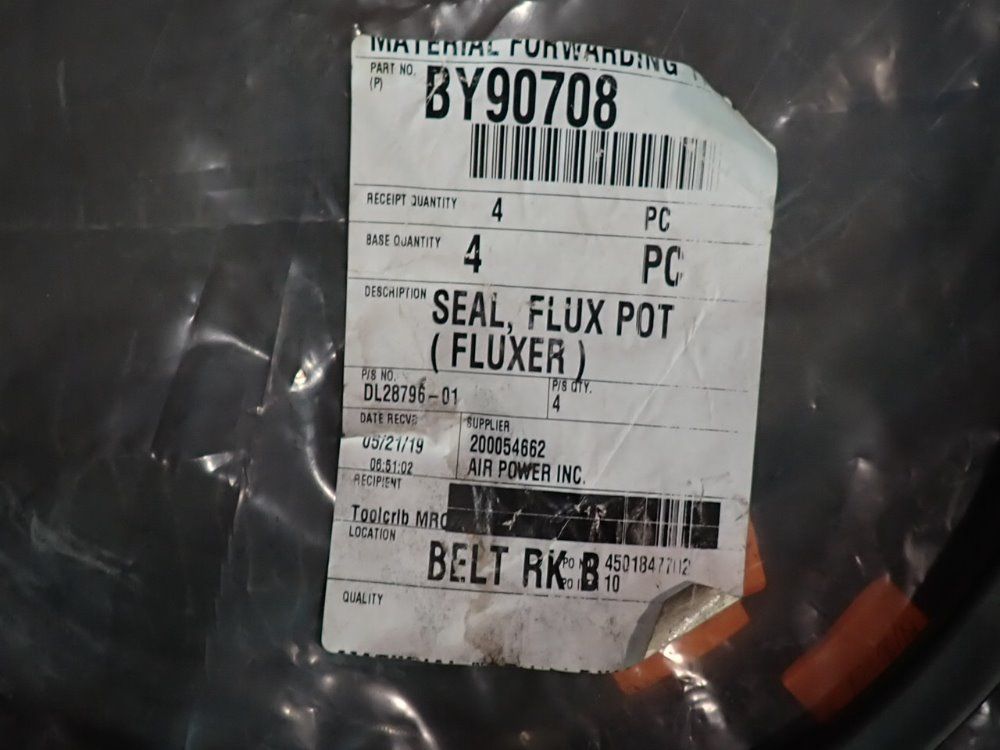 MATERIAL FORWARDING
PART NO.
(P)
BY90708
RECEIPT QUANTITY 4 PC
BASE QUANTITY 4 PC
DESCRIPTION SEAL, FLUX POT
( FLUXER )
P/S NO. P/S QTY.
DL28796-01 4
DATE RECVD SUPPLIER
05/21/19 200054662
06:51:02 AIR POWER INC.
RECIPIENT
Toolcrib
LOCATION
BELT RK B PO
10
QUALITY